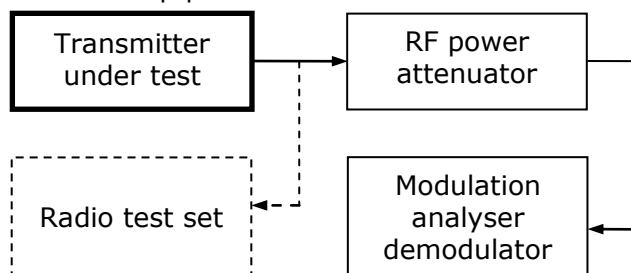 Transmitter
under test
RF power
attenuator
Radio test set
Modulation
analyser
demodulator